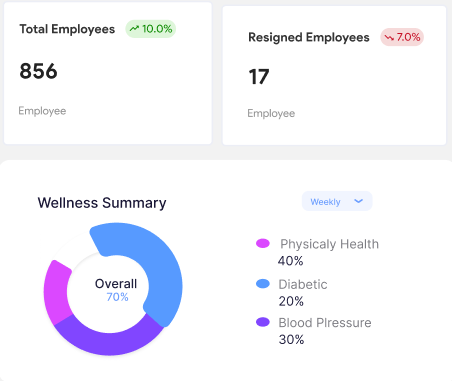 Total Employees 10.0%
856
Employee
Resigned Employees 7.0%
17
Employee
Wellness Summary
Weekly
Overall
70%
Physicaly Health
40%
Diabetic
20%
Blood Plressure
30%